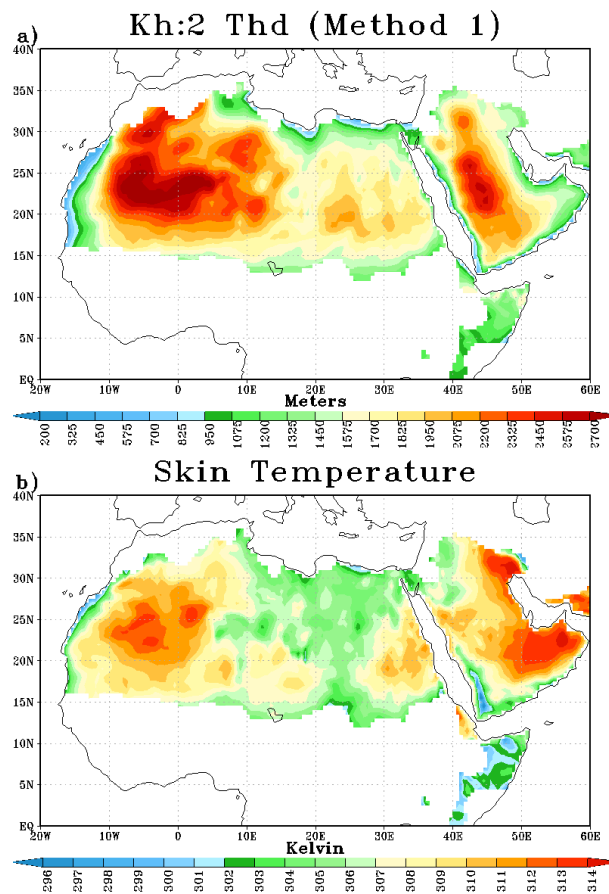 Kh:2 Thd (Method 1)
a)
40N
35N
30N
25N
20N
15N
10N
5N
EQ
20W 10W 0 10E 20E 30E 40E 50E 60E
Meters
200 325 450 575 700 825 950 1075 1200 1325 1450 1575 1700 1825 1950 2075 2200 2325 2450 2575 2700
b)
Skin Temperature
40N
35N
30N
25N
20N
15N
10N
5N
EQ
20W 10W 0 10E 20E 30E 40E 50E 60E
Kelvin
296 297 298 299 300 301 302 303 304 305 306 307 308 309 310 311 312 313 314